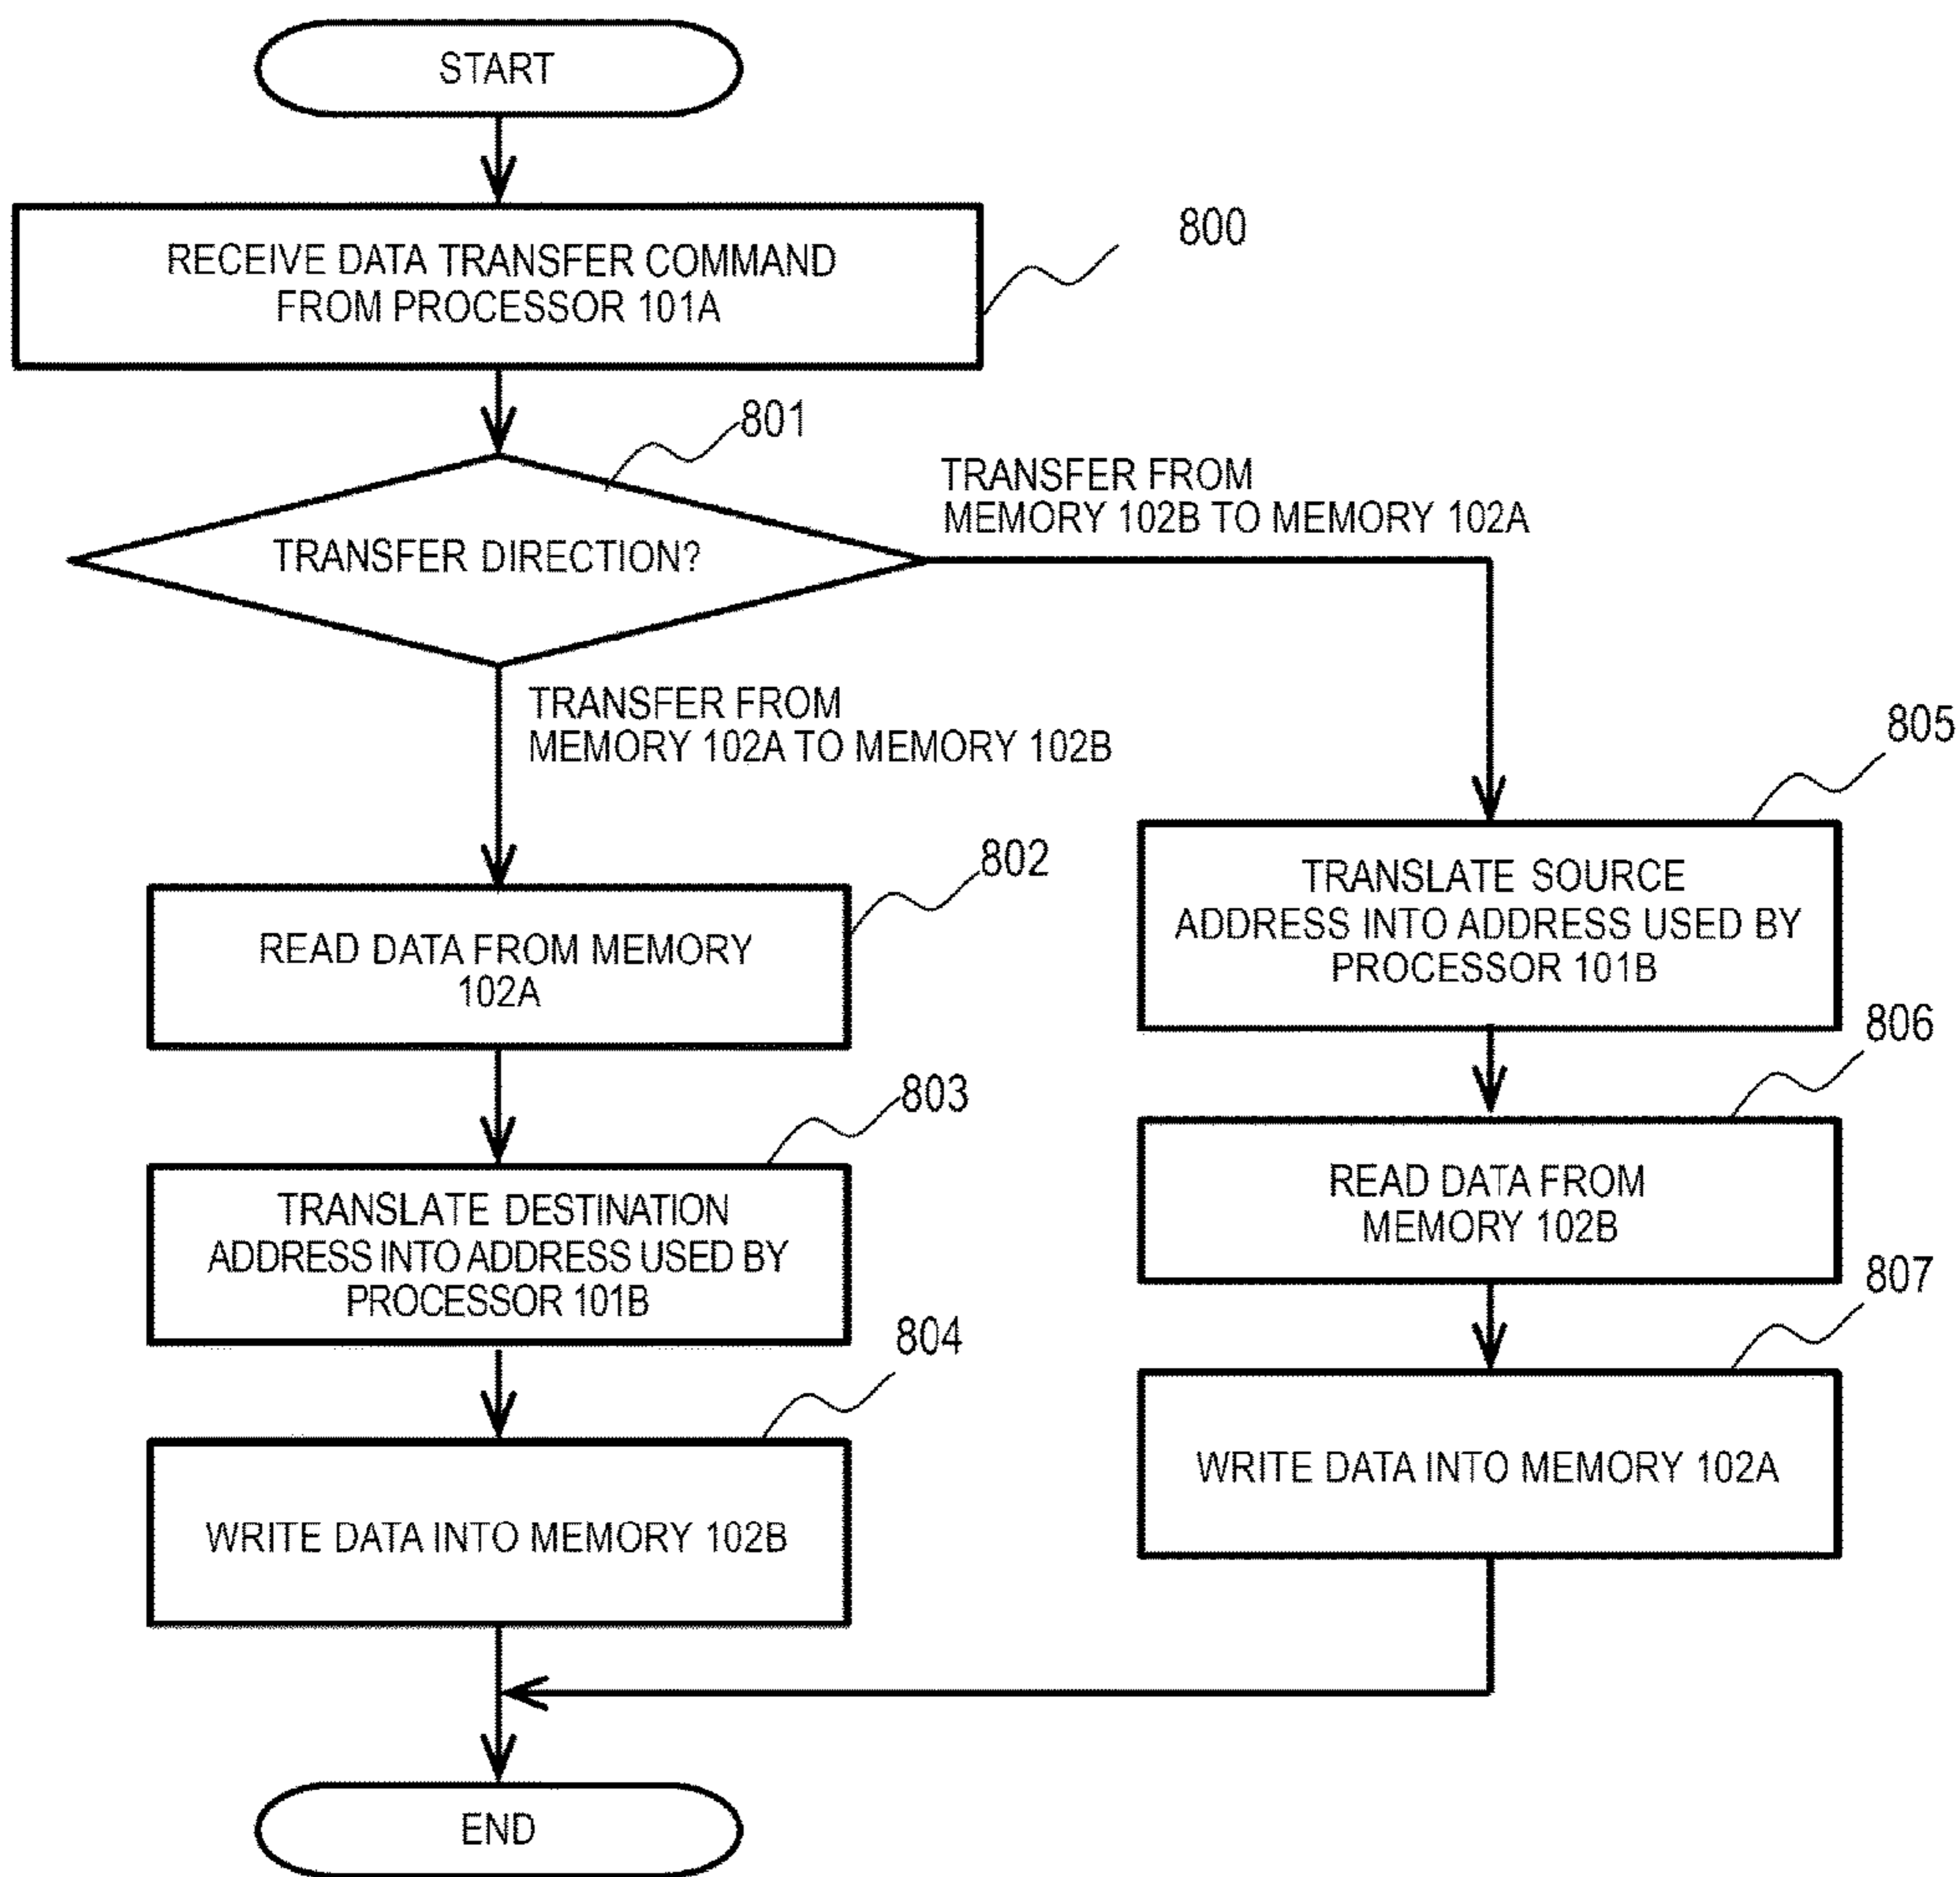 START
RECEIVE DATA TRANSFER COMMAND
FROM PROCESSOR 101A
800
801
TRANSFER DIRECTION?
TRANSFER FROM
MEMORY 102B TO MEMORY 102A
TRANSFER FROM
MEMORY 102A TO MEMORY 102B
802
READ DATA FROM MEMORY
102A
803
TRANSLATE DESTINATION
ADDRESS INTO ADDRESS USED BY
PROCESSOR 101B
804
WRITE DATA INTO MEMORY 102B
805
TRANSLATE SOURCE
ADDRESS INTO ADDRESS USED BY
PROCESSOR 101B
806
READ DATA FROM
MEMORY 102B
807
WRITE DATA INTO MEMORY 102A
END